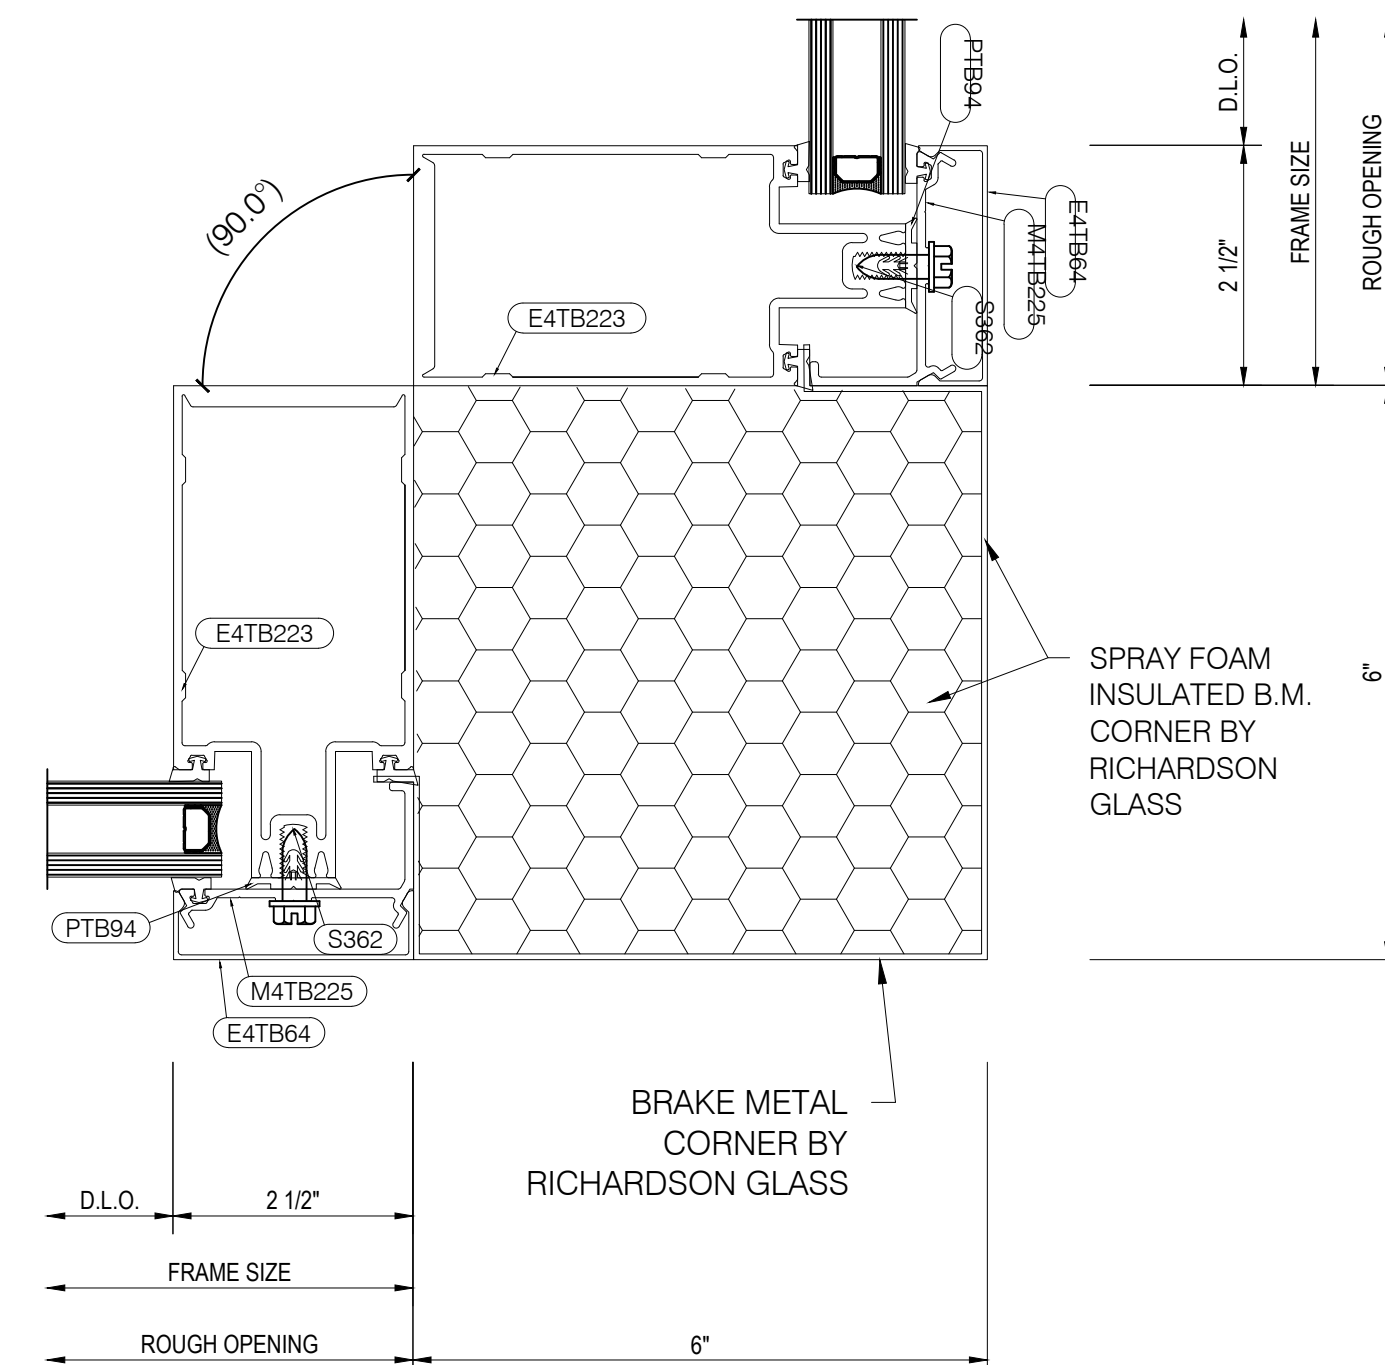 PTB94
D.L.O.
FRAME SIZE
ROUGH OPENING
(90.0°)
E4TB64
M4TB225
2 1/2"
S362
E4TB223
E4TB223
SPRAY FOAM
INSULATED B.M.
CORNER BY
RICHARDSON
GLASS
6"
PTB94
S362
M4TB225
E4TB64
BRAKE METAL
CORNER BY
RICHARDSON GLASS
D.L.O.
2 1/2"
FRAME SIZE
ROUGH OPENING
6"